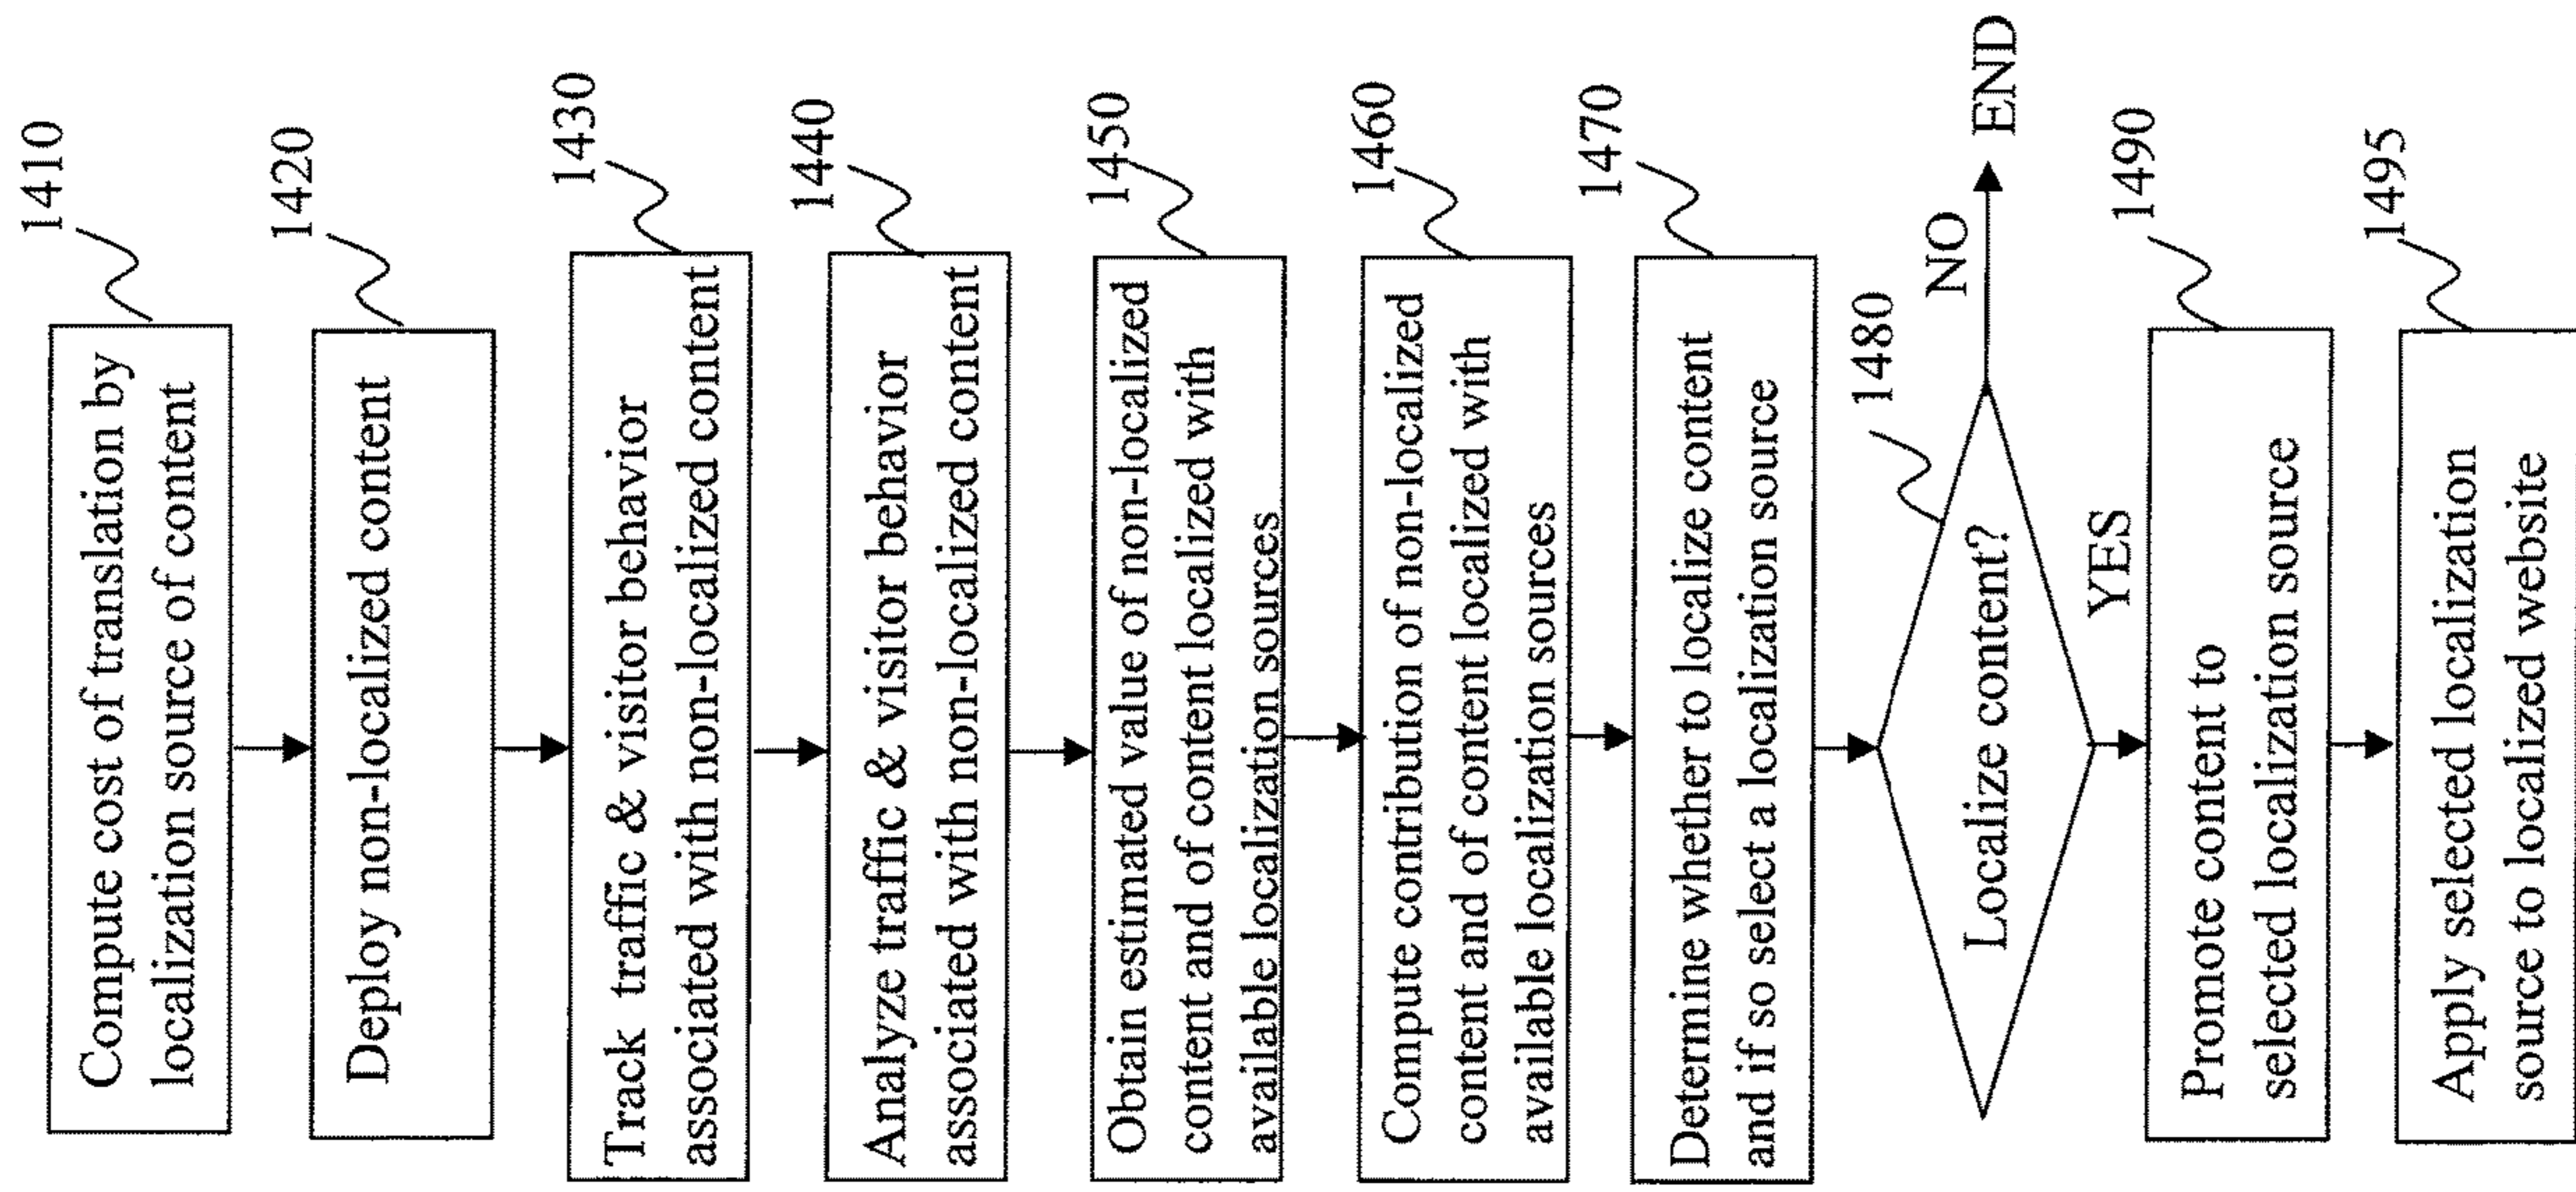 1410
Compute cost of translation by
localization source of content
1420
Deploy non-localized content
1430
Track traffic & visitor behavior
associated with non-localized content
1440
Analyze traffic & visitor behavior
associated with non-localized content
1450
Obtain estimated value of non-localized
content and of content localized with
available localization sources
1460
Compute contribution of non-localized
content and of content localized with
available localization sources
1470
Determine whether to localize content
and if so select a localization source
1480
Localize content?
NO
END
YES
1490
Promote content to
selected localization source
1495
Apply selected localization
source to localized website